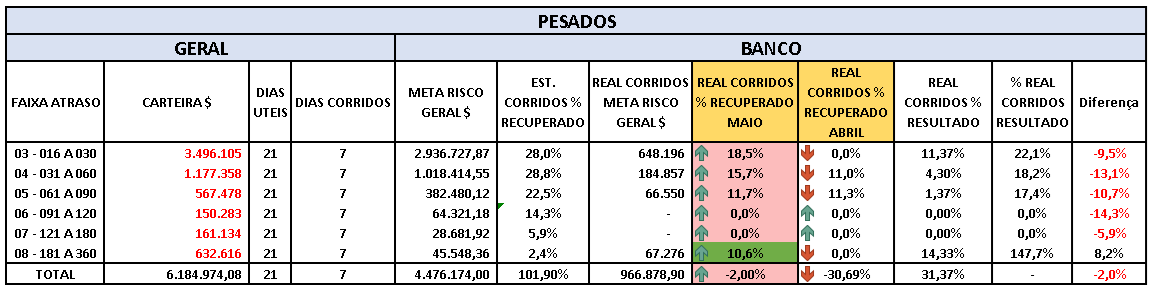 PESADOS
GERAL BANCO
FAIXA ATRASO CARTEIRA $ DIAS UTEIS DIAS CORRIDOS META RISCO GERAL $ EST. CORRIDOS % RECUPERADO REAL CORRIDOS META RISCO GERAL $ REAL CORRIDOS % RECUPERADO MAIO REAL CORRIDOS % RECUPERADO ABRIL REAL CORRIDOS % RESULTADO % REAL CORRIDOS RESULTADO Diferença
03 - 016 A 030 3.496.105 21 7 2.936.727,87 28,0% 648.196 18,5% 0,0% 11,37% 22,1% -9,5%
04 - 031 A 060 1.177.358 21 7 1.018.414,55 28,8% 184.857 15,7% 11,0% 4,30% 18,2% -13,1%
05 - 061 A 090 567.478 21 7 382.480,12 22,5% 66.550 11,7% 11,3% 1,37% 17,4% -10,7%
06 - 091 A 120 150.283 21 7 64.321,18 14,3% - 0,0% 0,0% 0,00% 0,0% -14,3%
07 - 121 A 180 161.134 21 7 28.681,92 5,9% - 0,0% 0,0% 0,00% 0,0% -5,9%
08 - 181 A 360 632.616 21 7 45.548,36 2,4% 67.276 10,6% 0,0% 14,33% 147,7% 8,2%
TOTAL 6.184.974,08 21 7 4.476.174,00 101,90% 966.878,90 -2,00% -30,69% 31,37% - -2,0%